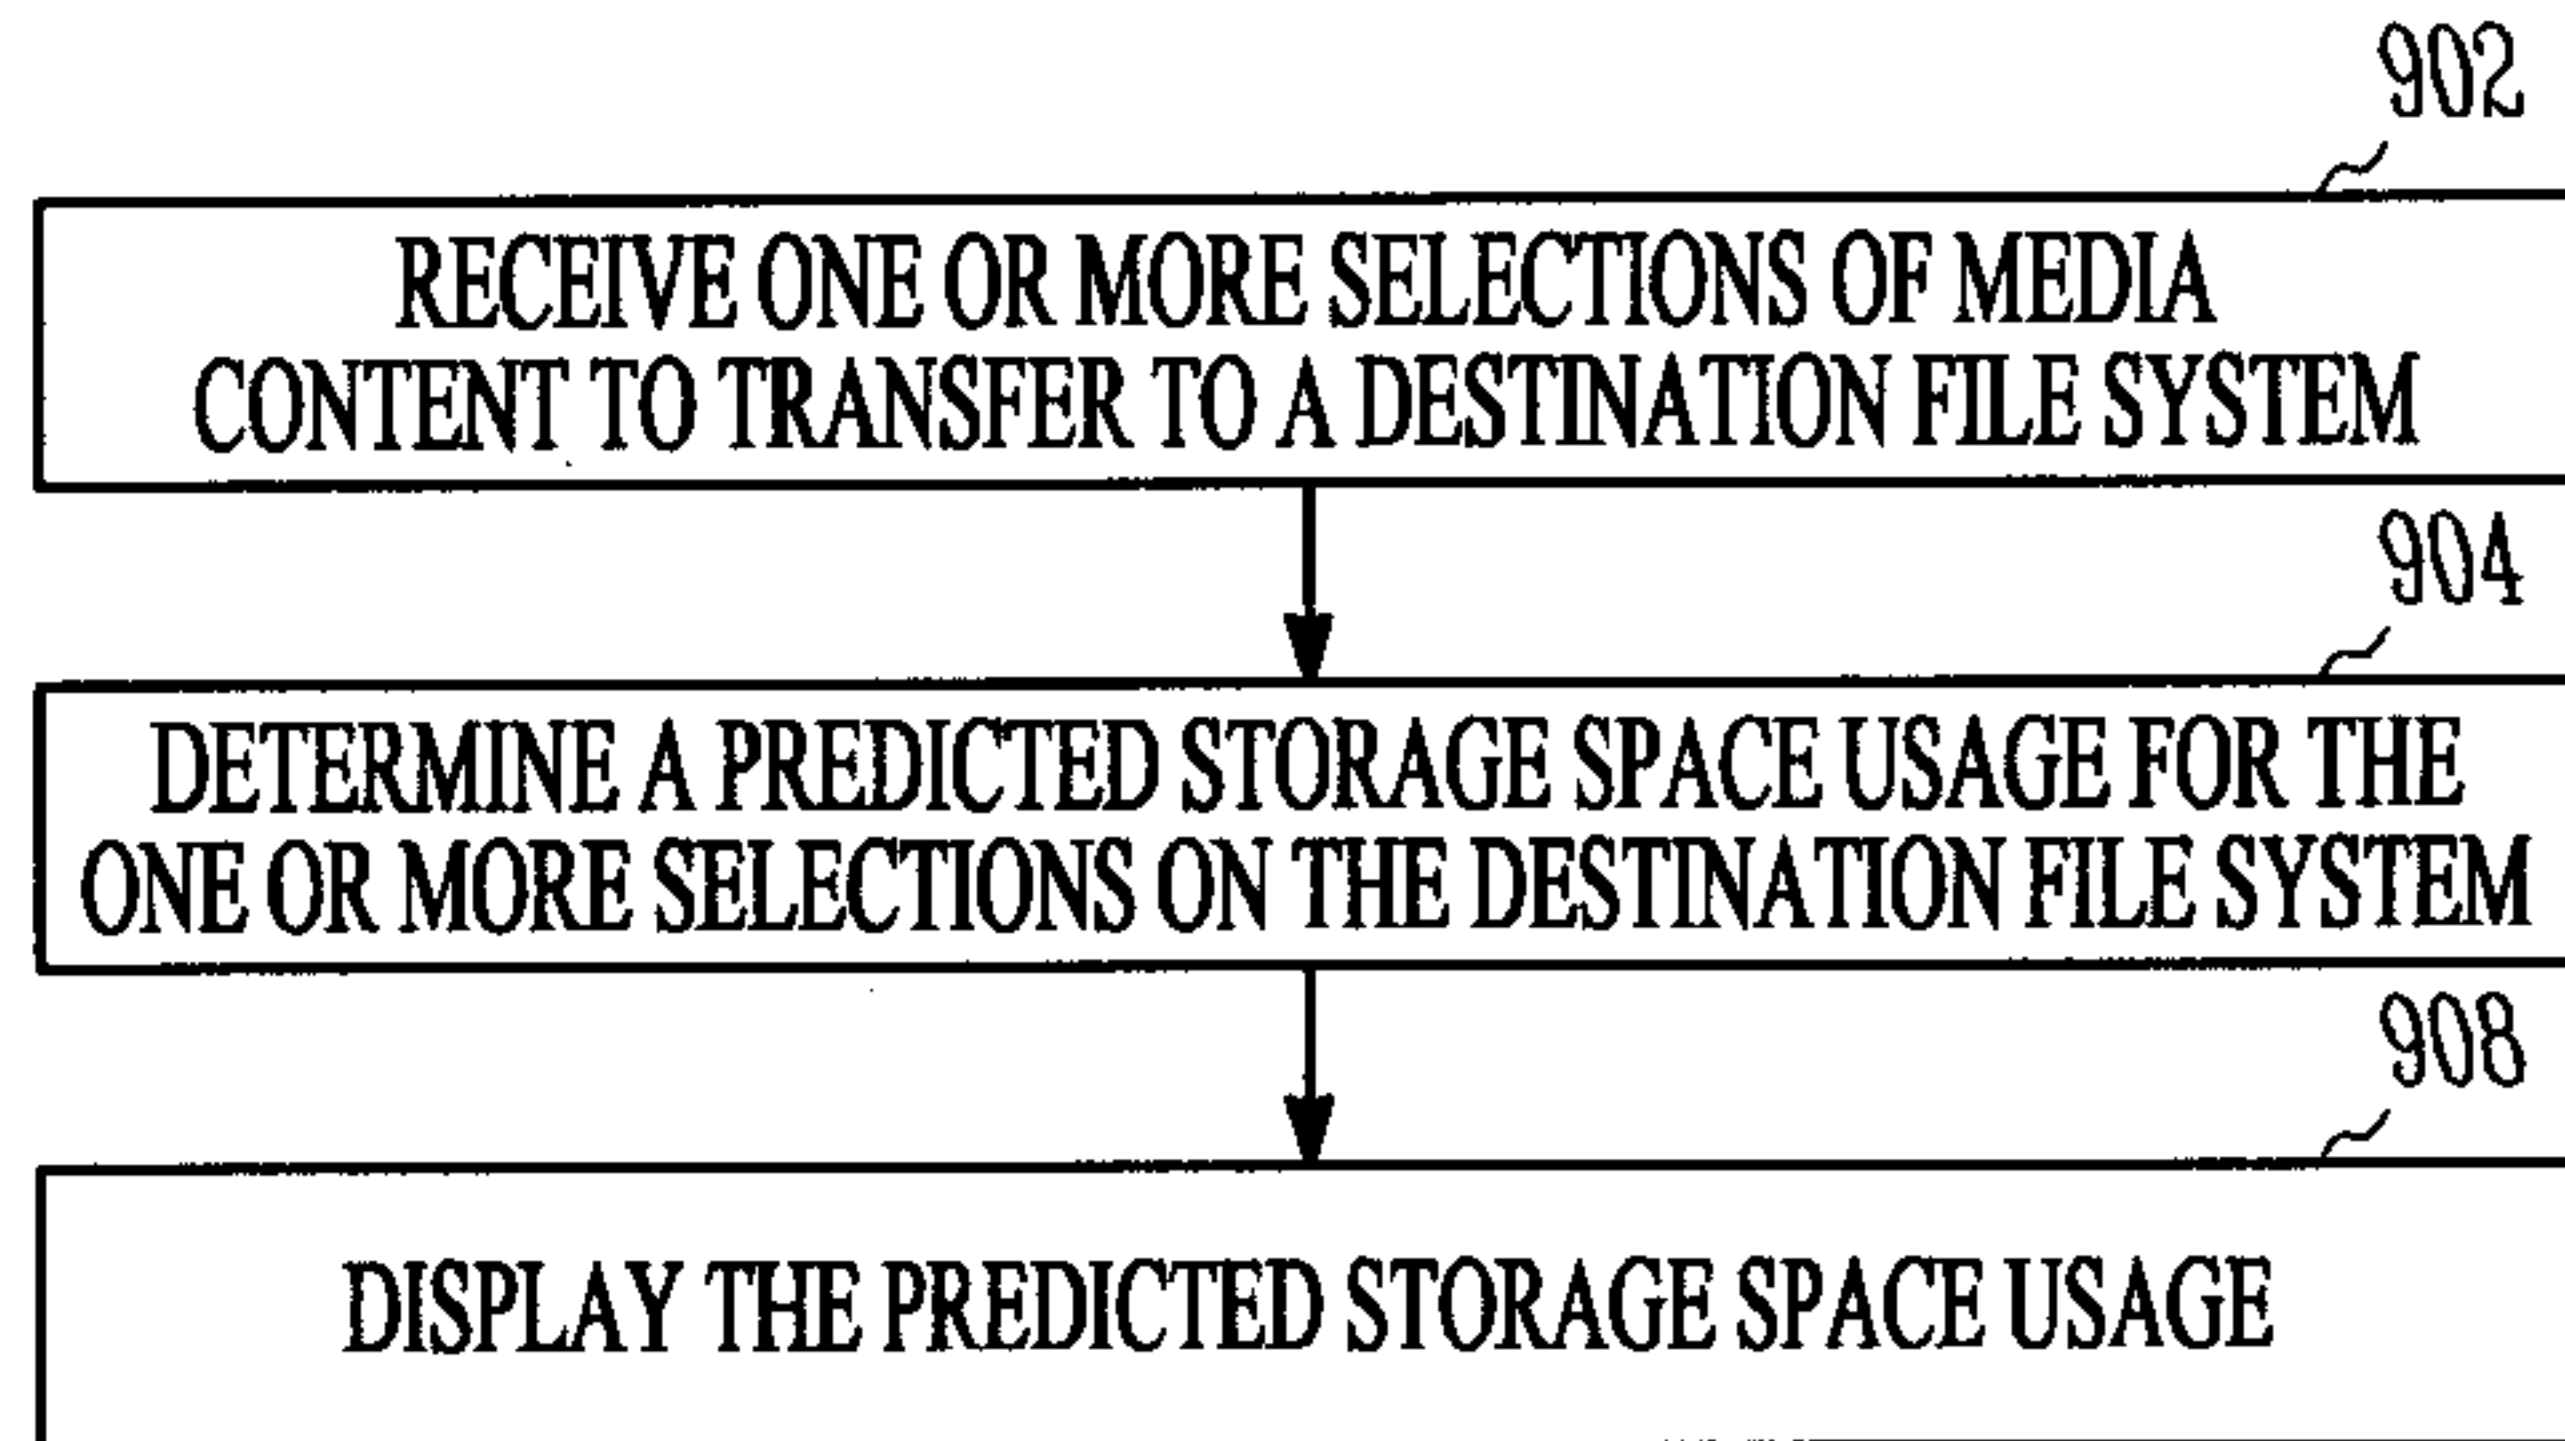 902
RECEIVE ONE OR MORE SELECTIONS OF MEDIA
CONTENT TO TRANSFER TO A DESTINATION FILE SYSTEM
904
DETERMINE A PREDICTED STORAGE SPACE USAGE FOR THE
ONE OR MORE SELECTIONS ON THE DESTINATION FILE SYSTEM
908
DISPLAY THE PREDICTED STORAGE SPACE USAGE